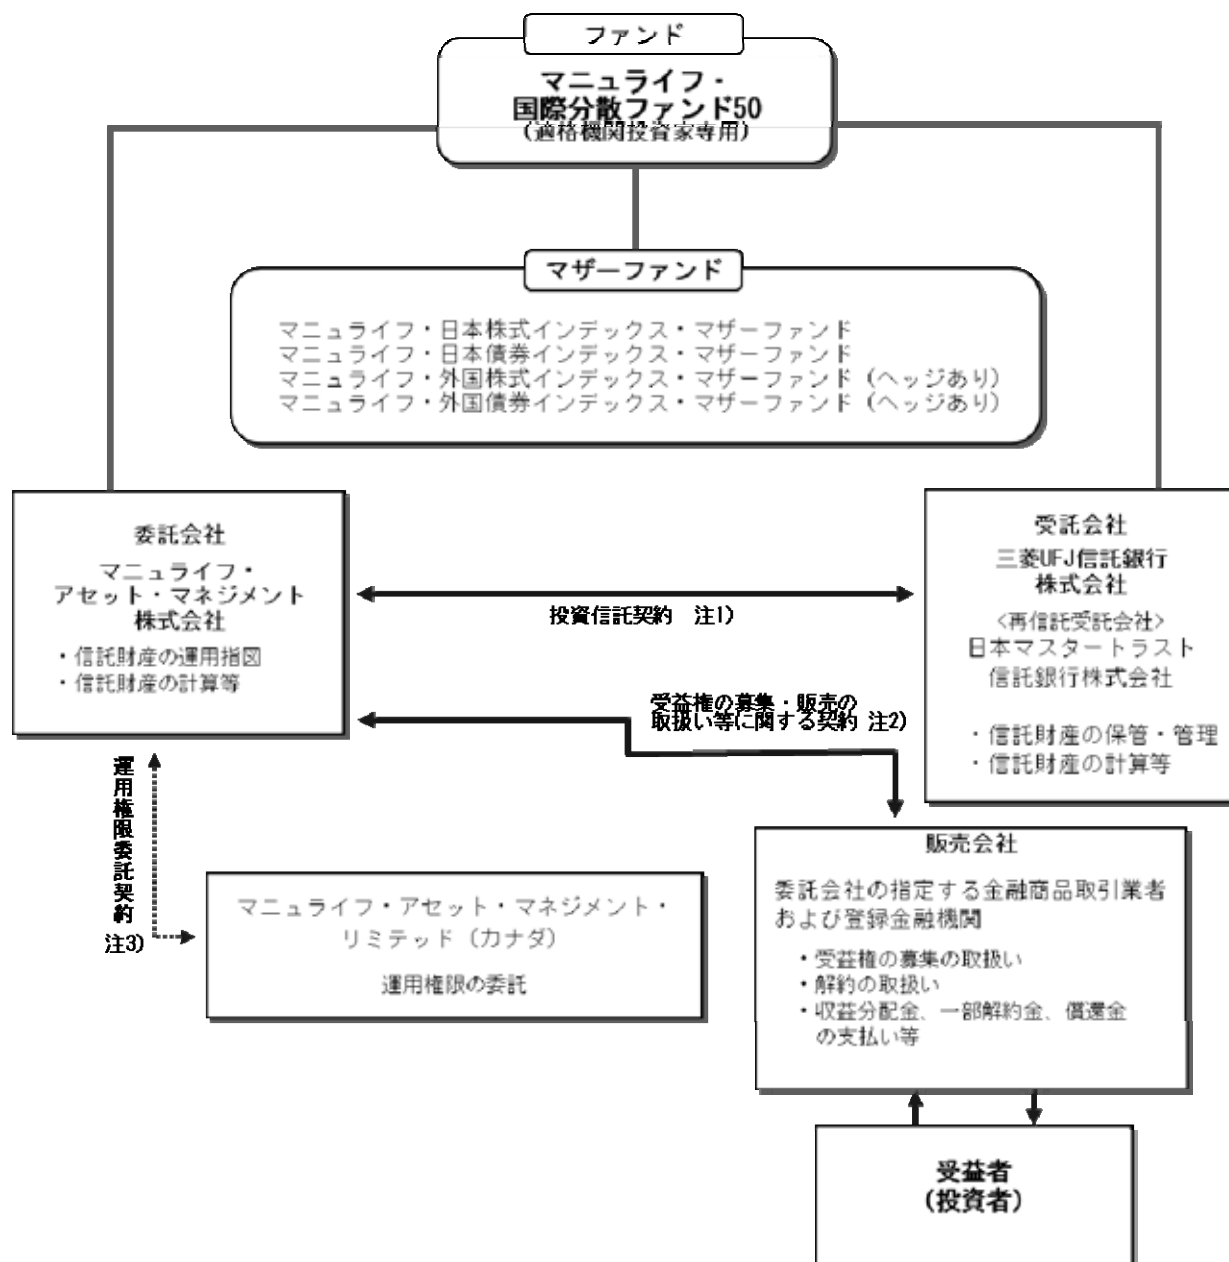 ファンド
マニュライフ・
国際分散ファンド50
(適格機関投資家専用)
マザーファンド
マニュライフ・日本株式インデックス・マザーファンド
マニュライフ・日本債券インデックス・マザーファンド
マニュライフ・外国株式インデックス・マザーファンド（ヘッジあり）
マニュライフ・外国債券インデックス・マザーファンド（ヘッジあり）
委託会社
マニュライフ・
アセット・マネジメント
株式会社
・信託財産の運用指図
・信託財産の計算等
投資信託契約　注1)
受託会社
三菱UFJ信託銀行
株式会社
<再信託受託会社>
日本マスタートラスト
信託銀行株式会社
・信託財産の保管・管理
・信託財産の計算等
受益権の募集・販売の
取扱い等に関する契約 注2)
運用権限委託契約
注3)
マニュライフ・アセット・マネジメント・
リミテッド（カナダ）
運用権限の委託
販売会社
委託会社の指定する金融商品取引業者
および登録金融機関
・受益権の募集の取扱い
・解約の取扱い
・収益分配金、一部解約金、償還金
の支払い等
受益者
(投資者)